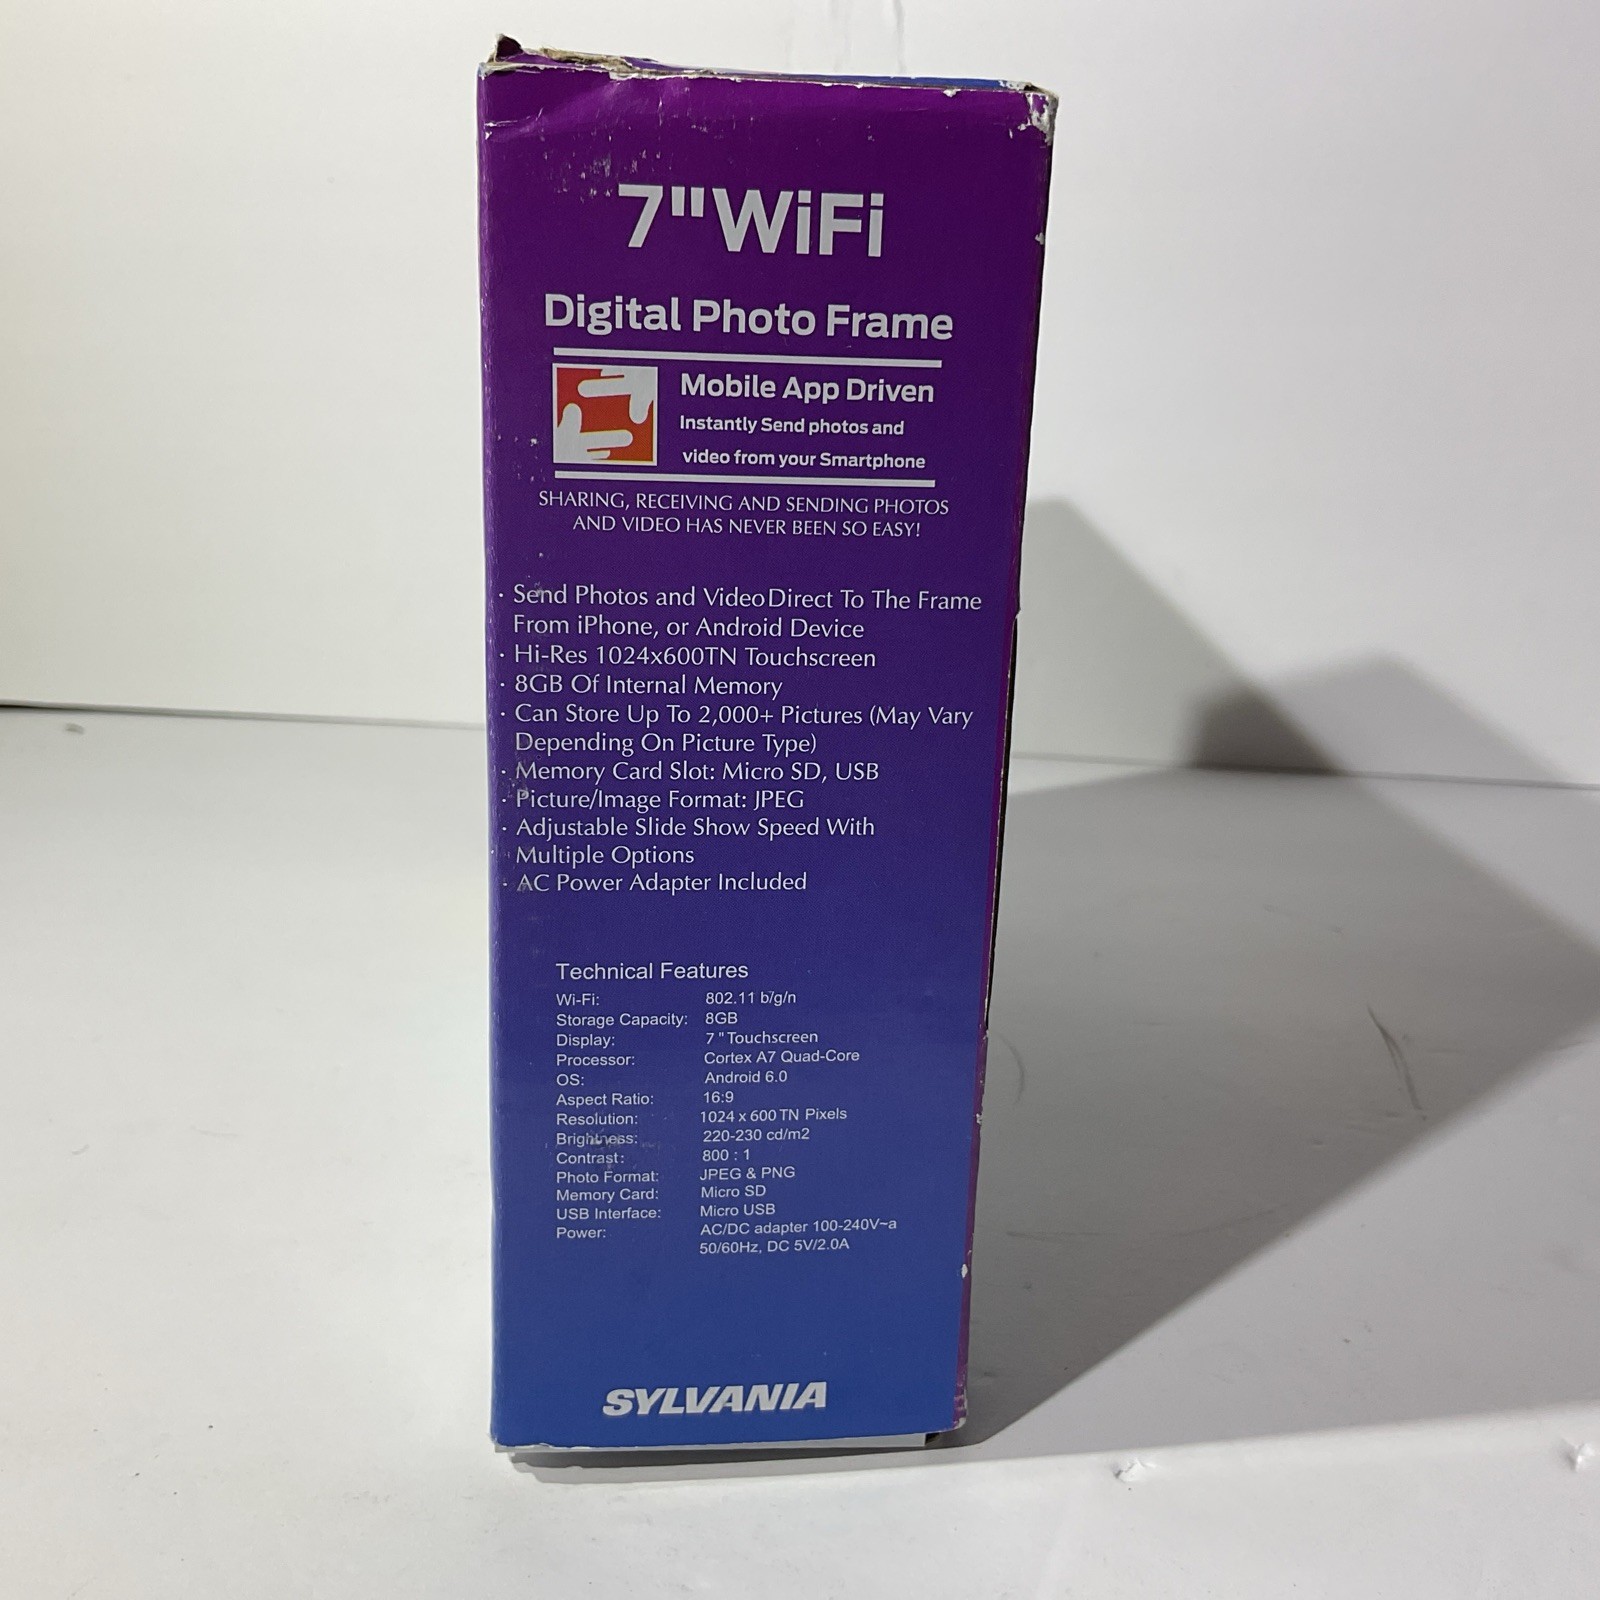 7"WiFi
Digital Photo Frame
Mobile App Driven
Instantly Send photos and
video from your Smartphone
SHARING, RECEIVING AND SENDING PHOTOS
AND VIDEO HAS NEVER BEEN SO EASY!
· Send Photos and Video Direct To The Frame
From iPhone, or Android Device
· Hi-Res 1024x600TN Touchscreen
· 8GB Of Internal Memory
· Can Store Up To 2,000+ Pictures (May Vary
Depending On Picture Type)
· Memory Card Slot: Micro SD, USB
· Picture/Image Format: JPEG
· Adjustable Slide Show Speed With
Multiple Options
· AC Power Adapter Included
Technical Features
Wi-Fi: 802.11 b/g/n
Storage Capacity: 8GB
Display: 7 " Touchscreen
Processor: Cortex A7 Quad-Core
OS: Android 6.0
Aspect Ratio: 16:9
Resolution: 1024 x 600 TN Pixels
Brightness: 220-230 cd/m2
Contrast: 800 : 1
Photo Format: JPEG & PNG
Memory Card: Micro SD
USB Interface: Micro USB
Power: AC/DC adapter 100-240V~a
50/60Hz, DC 5V/2.0A
SYLVANIA